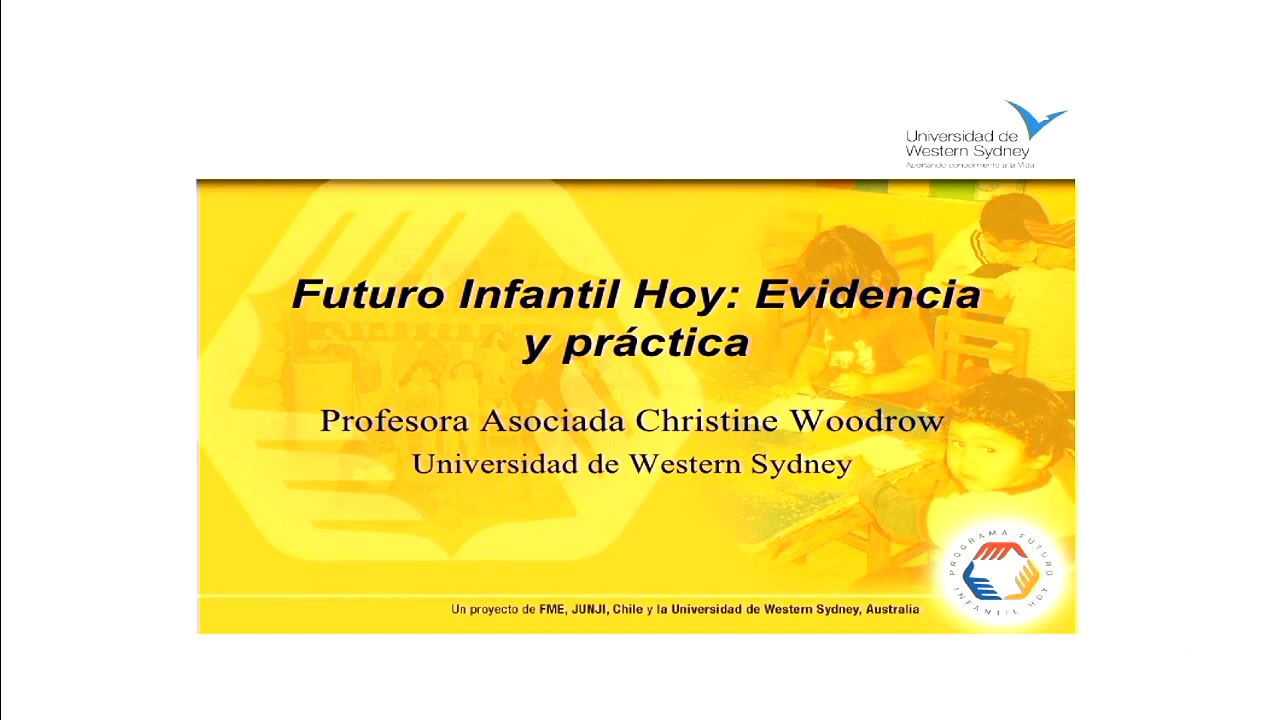 Universidad de
Western Sydney
Aportando conocimiento a la Vida
Futuro Infantil Hoy: Evidencia
y práctica
Profesora Asociada Christine Woodrow
Universidad de Western Sydney
PROGRAMA FUTURO
INFANTIL HOY
Un proyecto de FME, JUNJI, Chile y la Universidad de Western Sydney, Australia